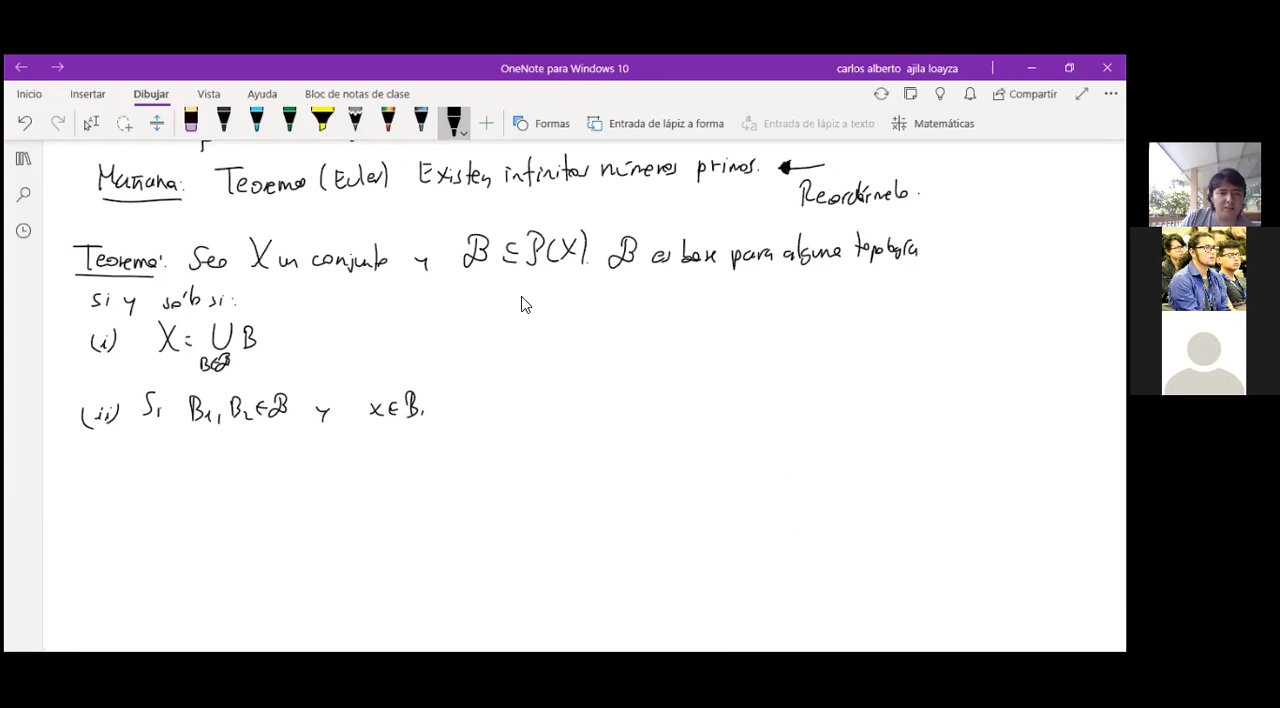 OneNote para Windows 10
carlos alberto ajila loayza
Inicio Insertar Dibujar Vista Ayuda Bloc de notas de clase
Compartir
Formas Entrada de lápiz a forma Entrada de lápiz a texto Matemáticas
Mañana: Teorema (Euler) Existen infinitos números primos.
Recordármelo.
Teorema: Sea X un conjunto y ℬ ⊆ P(X). ℬ es base para alguna topología
si y sólo si:
(i) X = ∪ B
B∈ℬ
(ii) Si B₁, B₂ ∈ ℬ y x ∈ B₁